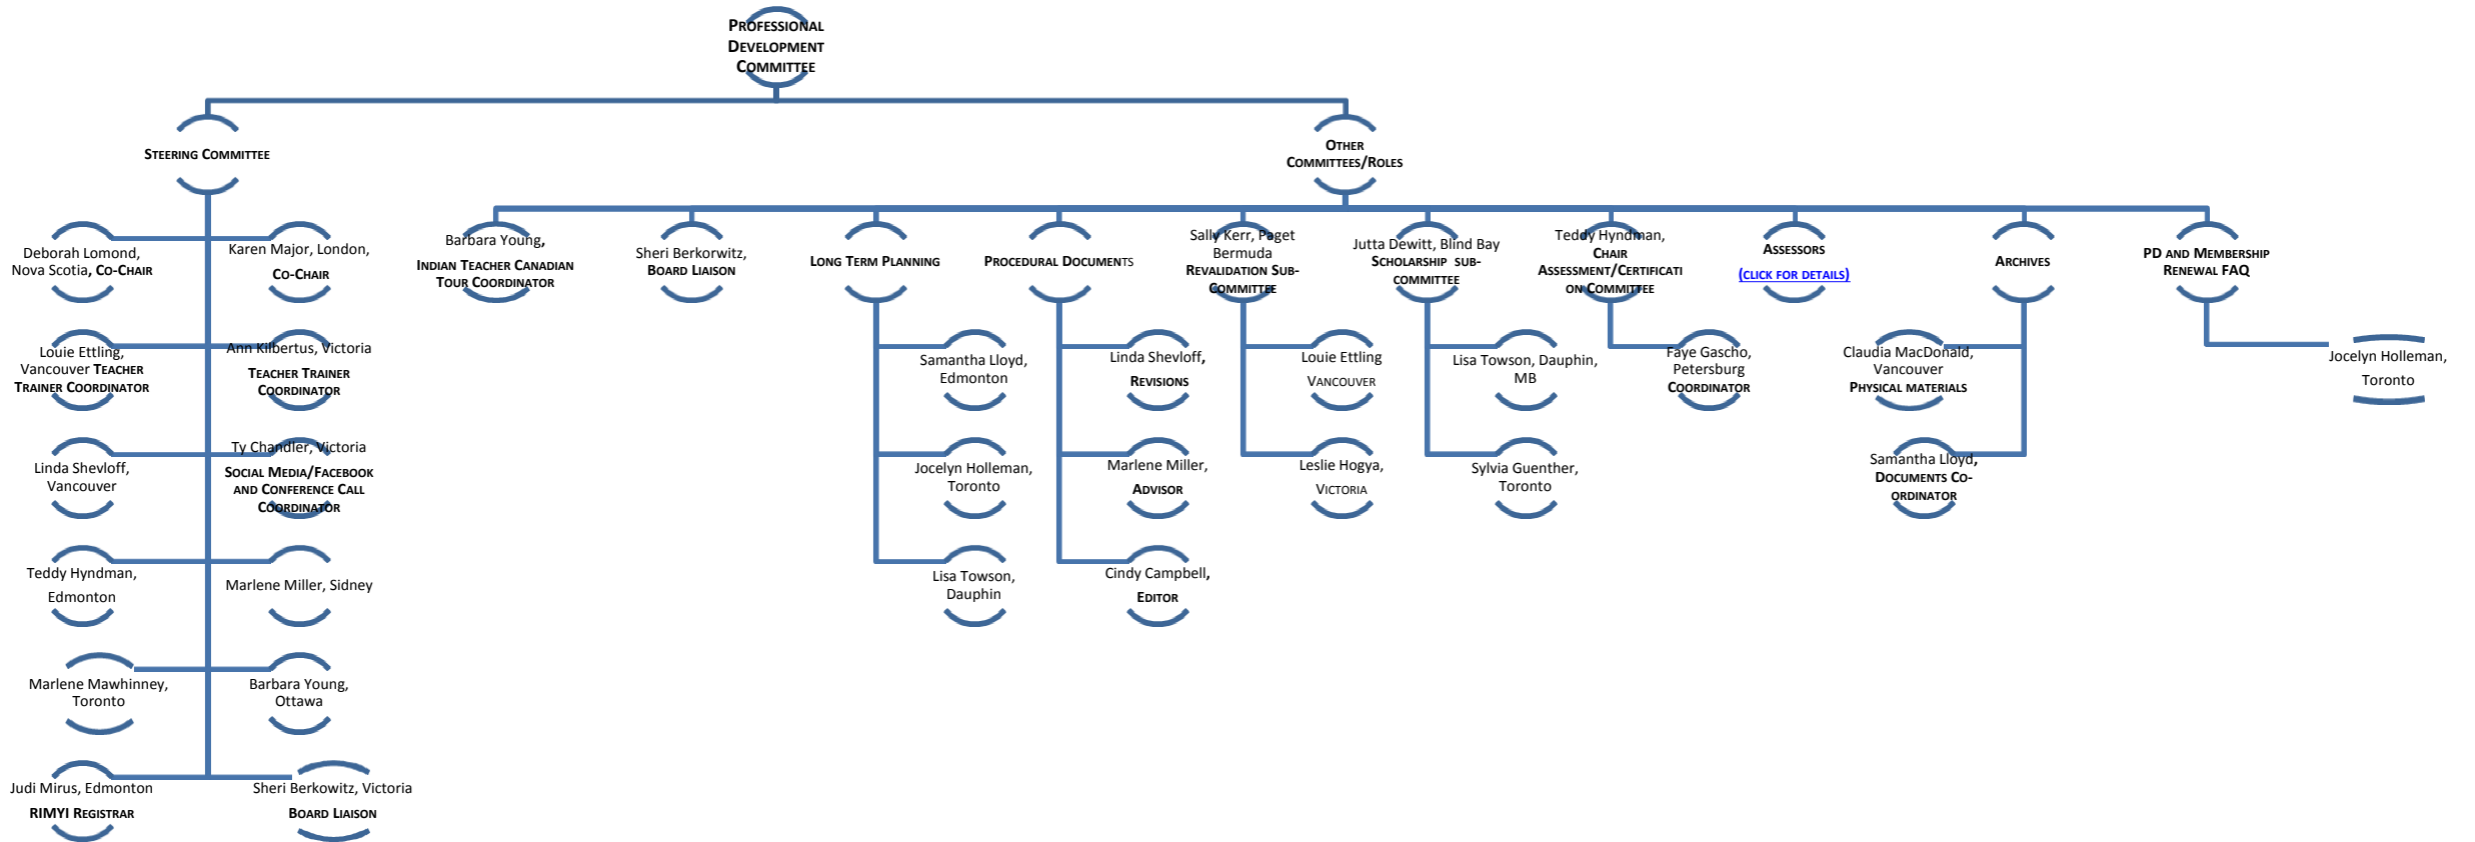 PROFESSIONAL
DEVELOPMENT
COMMITTEE
STEERING COMMITTEE
OTHER
COMMITTEES/ROLES
Deborah Lomond,
Nova Scotia, CO-CHAIR
Karen Major, London,
CO-CHAIR
Louie Ettling,
Vancouver TEACHER
TRAINER COORDINATOR
Ann Kilbertus, Victoria
TEACHER TRAINER
COORDINATOR
Linda Shevloff,
Vancouver
Ty Chandler, Victoria
SOCIAL MEDIA/FACEBOOK
AND CONFERENCE CALL
COORDINATOR
Teddy Hyndman,
Edmonton
Marlene Miller, Sidney
Marlene Mawhinney,
Toronto
Barbara Young,
Ottawa
Judi Mirus, Edmonton
RIMYI REGISTRAR
Sheri Berkowitz, Victoria
BOARD LIAISON
Barbara Young,
INDIAN TEACHER CANADIAN
TOUR COORDINATOR
Sheri Berkorwitz,
BOARD LIAISON
LONG TERM PLANNING
Samantha Lloyd,
Edmonton
Jocelyn Holleman,
Toronto
Lisa Towson,
Dauphin
PROCEDURAL DOCUMENTS
Linda Shevloff,
REVISIONS
Marlene Miller,
ADVISOR
Cindy Campbell,
EDITOR
Sally Kerr, Paget
Bermuda
REVALIDATION SUB-
COMMITTEE
Louie Ettling
VANCOUVER
Leslie Hogya,
VICTORIA
Jutta Dewitt, Blind Bay
SCHOLARSHIP SUB-
COMMITTEE
Lisa Towson, Dauphin,
MB
Sylvia Guenther,
Toronto
Teddy Hyndman,
CHAIR
ASSESSMENT/CERTIFICATI
ON COMMITTEE
Faye Gascho,
Petersburg
COORDINATOR
ASSESSORS
(CLICK FOR DETAILS)
ARCHIVES
Claudia MacDonald,
Vancouver
PHYSICAL MATERIALS
Samantha Lloyd,
DOCUMENTS CO-
ORDINATOR
PD AND MEMBERSHIP
RENEWAL FAQ
Jocelyn Holleman,
Toronto